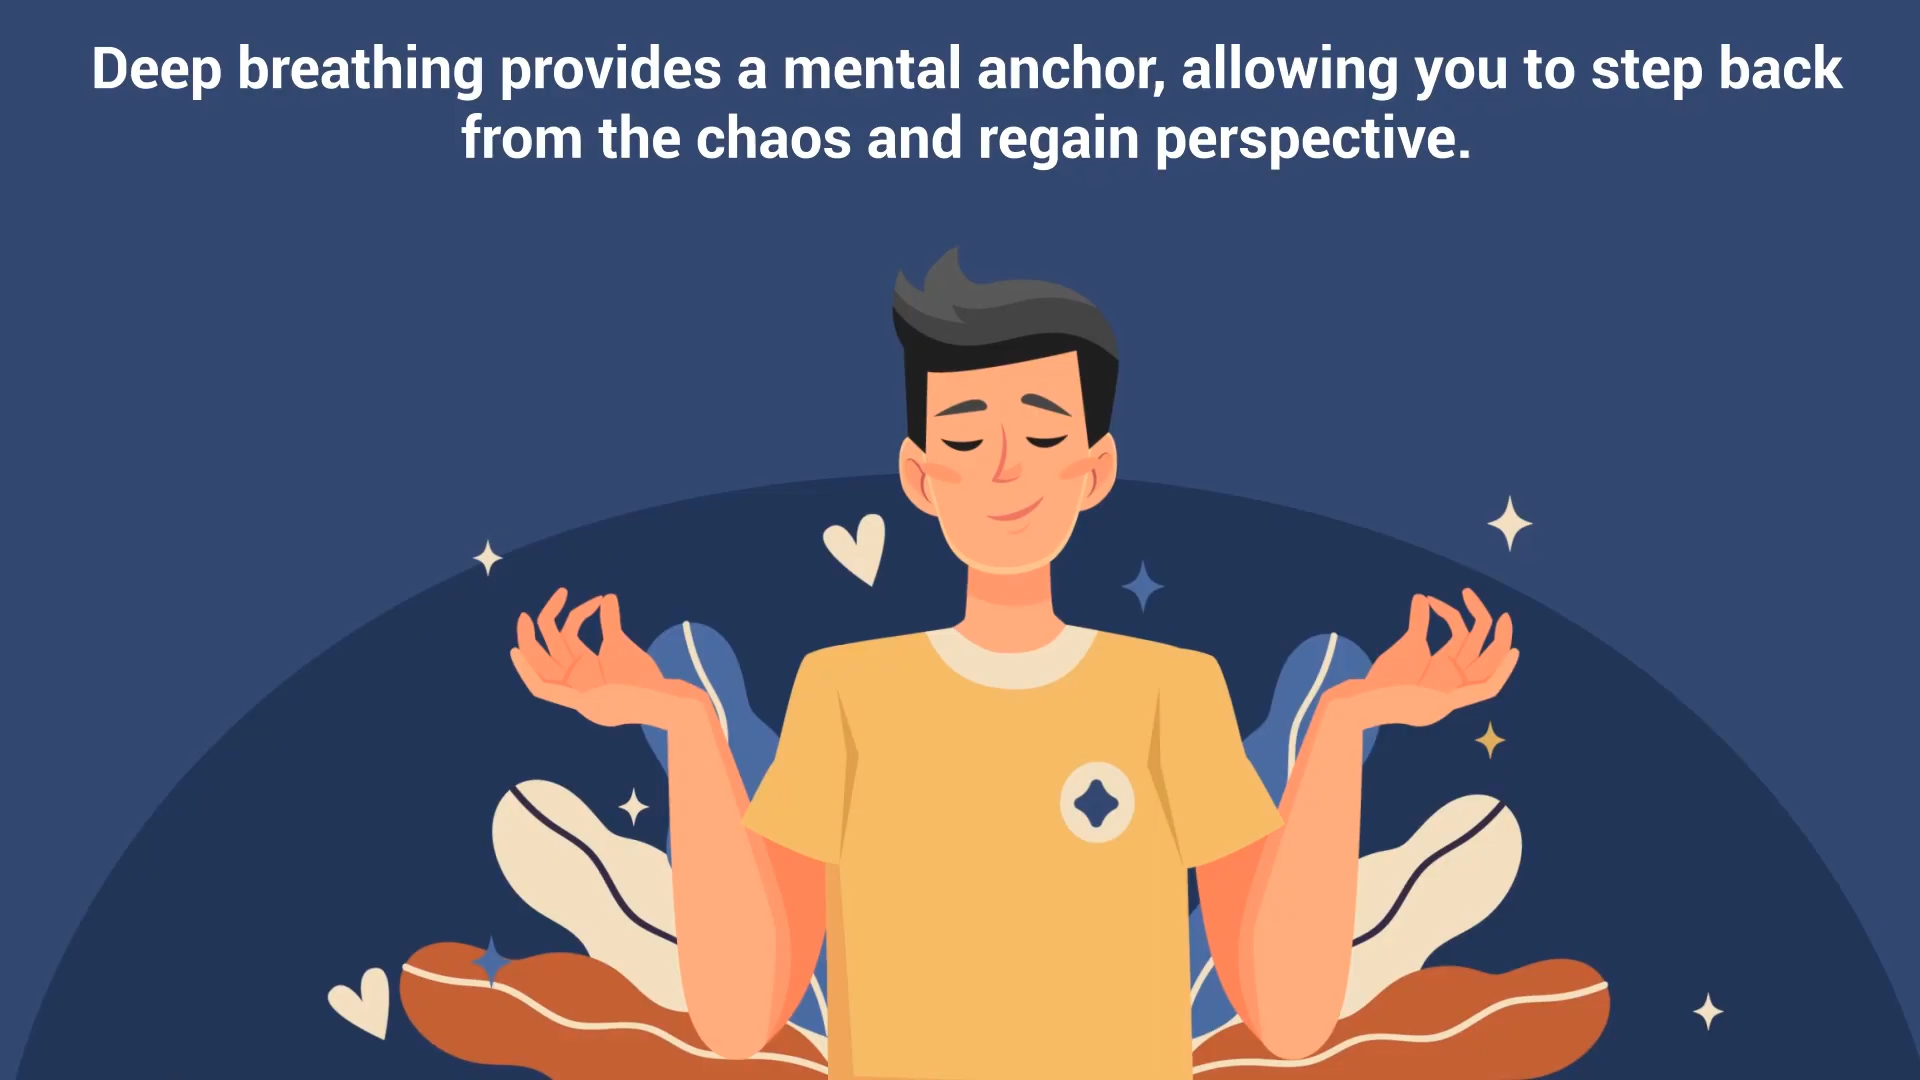 Deep breathing provides a mental anchor, allowing you to step back
from the chaos and regain perspective.